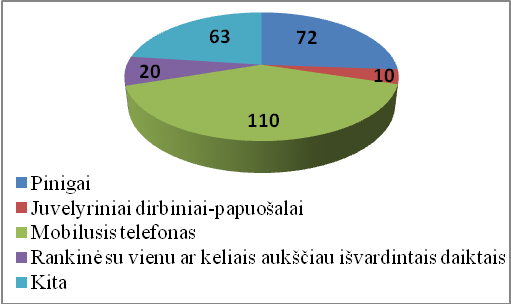 63
72
20
10
110
Pinigai
Juvelyriniai dirbiniai-papuošalai
Mobilusis telefonas
Rankinė su vienu ar keliais aukščiau išvardintais daiktais
Kita